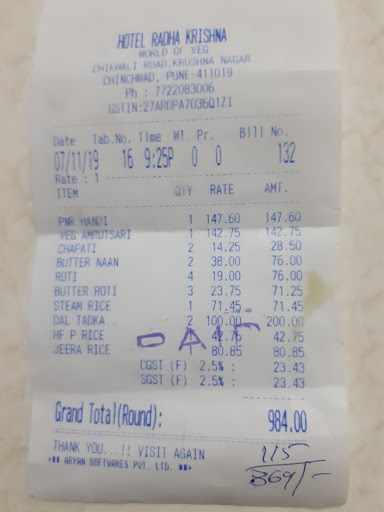 HOTEL RADHA KRISHNA
WORLD OF VEG
CHIKHALI ROAD,KRUSHNA NAGAR
CHINCHWAD, PUNE-411019
Ph : 7722083006
GSTIN:27AROPA7036Q1ZI
Date Tab.No. Time Wt. Pr. Bill No.
07/11/19 16 9:25P 0 0 132
Rate : 1
ITEM QTY RATE AMT.
PNR HANDI 1 147.60 147.60
VEG AMRUTSARI 1 142.75 142.75
CHAPATI 2 14.25 28.50
BUTTER NAAN 2 38.00 76.00
ROTI 4 19.00 76.00
BUTTER ROTI 3 23.75 71.25
STEAM RICE 1 71.45 71.45
DAL TADKA 2 100.00 200.00
HF P RICE 1 42.75 42.75
JEERA RICE 1 80.85 80.85
CGST (F) 2.5% : 23.43
SGST (F) 2.5% : 23.43
Grand Total(Round): 984.00
THANK YOU...!! VISIT AGAIN
*** ARYAN SOFTWARES PVT. LTD. ***
115
869/-